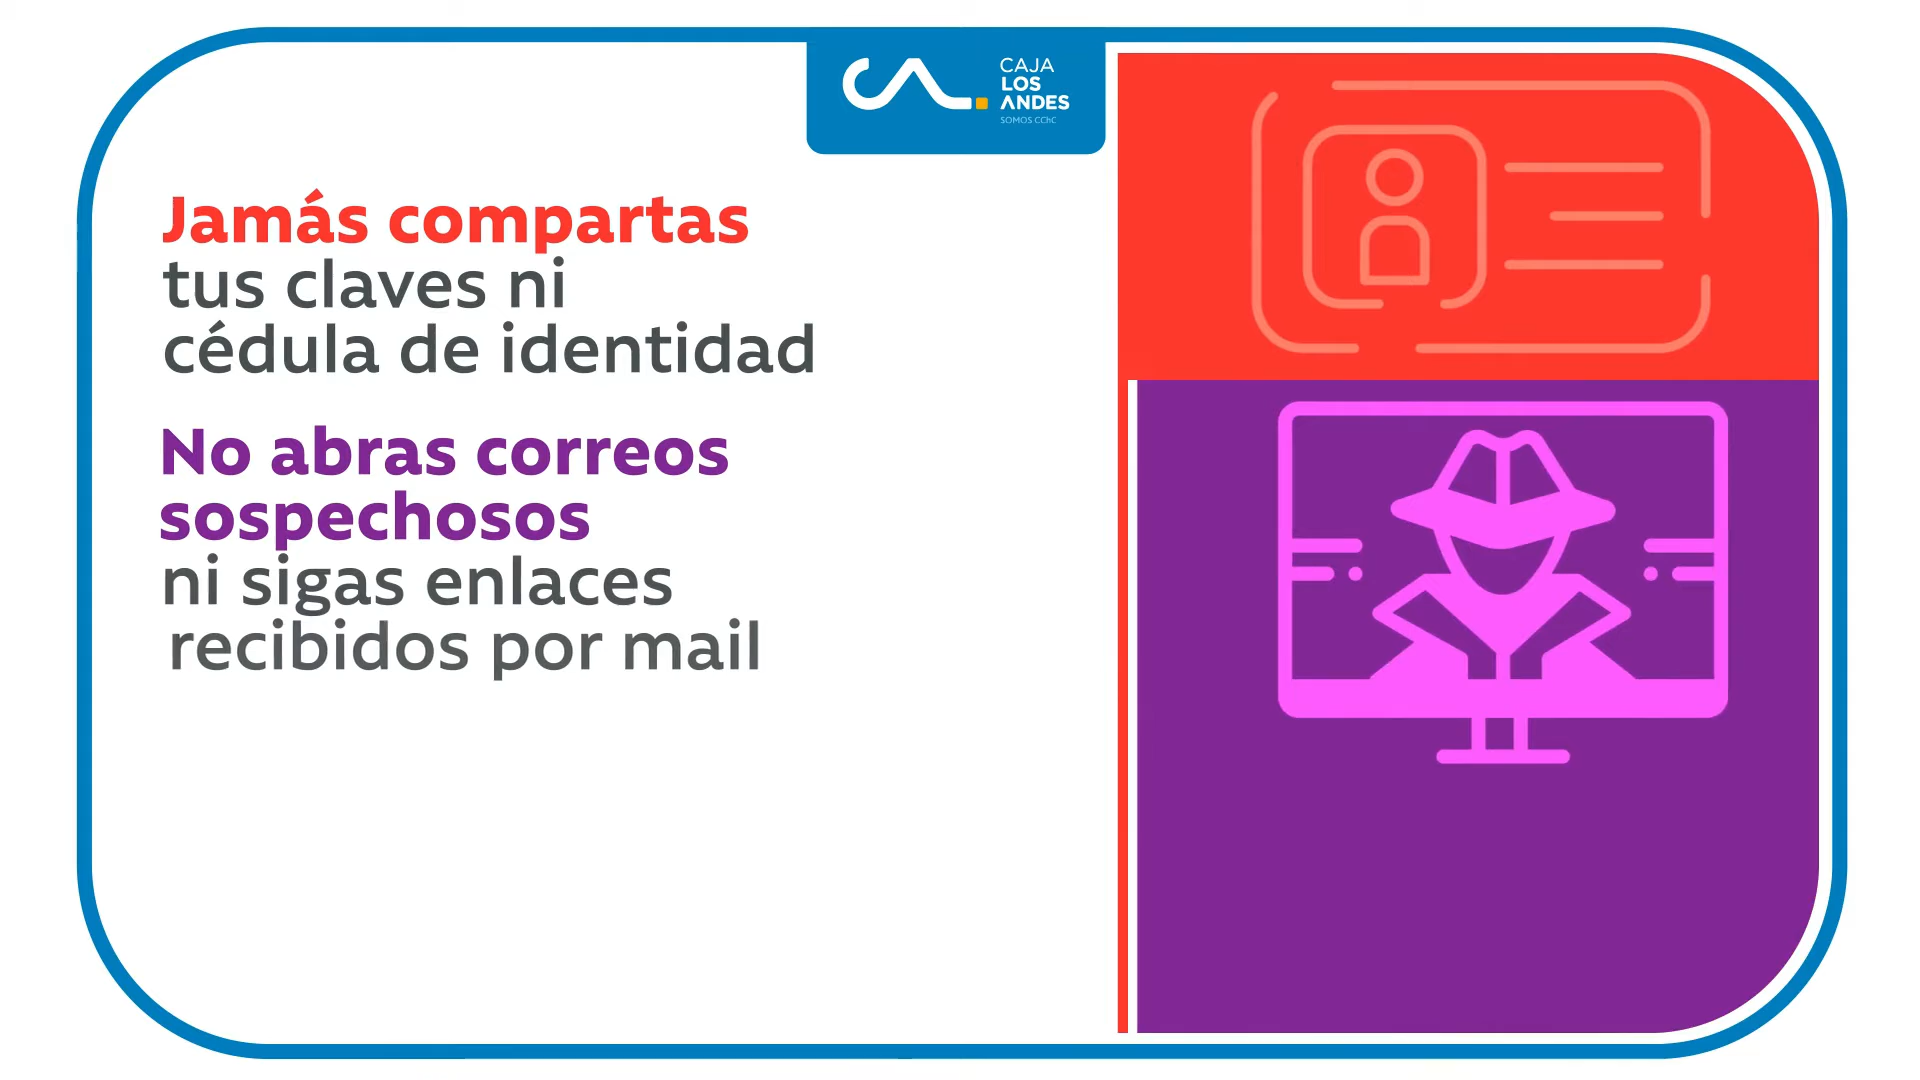 CAJA
LOS
ANDES
SOMOS CChC
Jamás compartas
tus claves ni
cédula de identidad
No abras correos
sospechosos
ni sigas enlaces
recibidos por mail